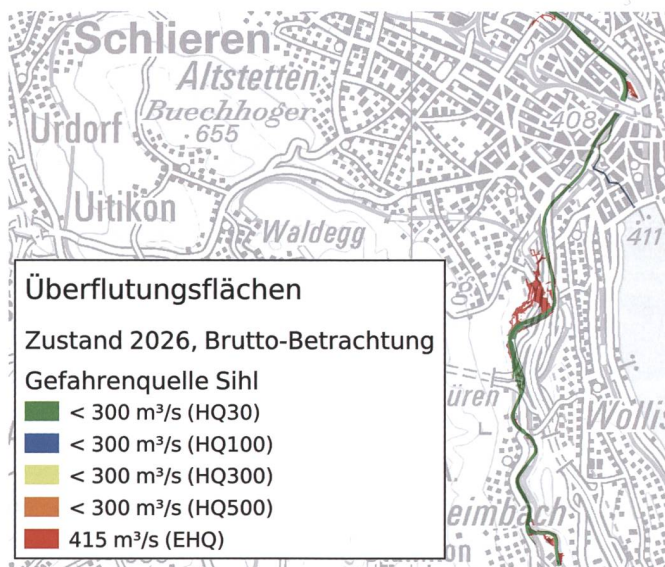 Schlieren
Altstetten
Buechhoger
655
408
Urdorf
Uitikon
Waldegg
411
Überflutungsflächen
Zustand 2026, Brutto-Betrachtung
Gefahrenquelle Sihl
< 300 m³/s (HQ30)
< 300 m³/s (HQ100)
< 300 m³/s (HQ300)
< 300 m³/s (HQ500)
415 m³/s (EHQ)
üren
Wollis
eimbach